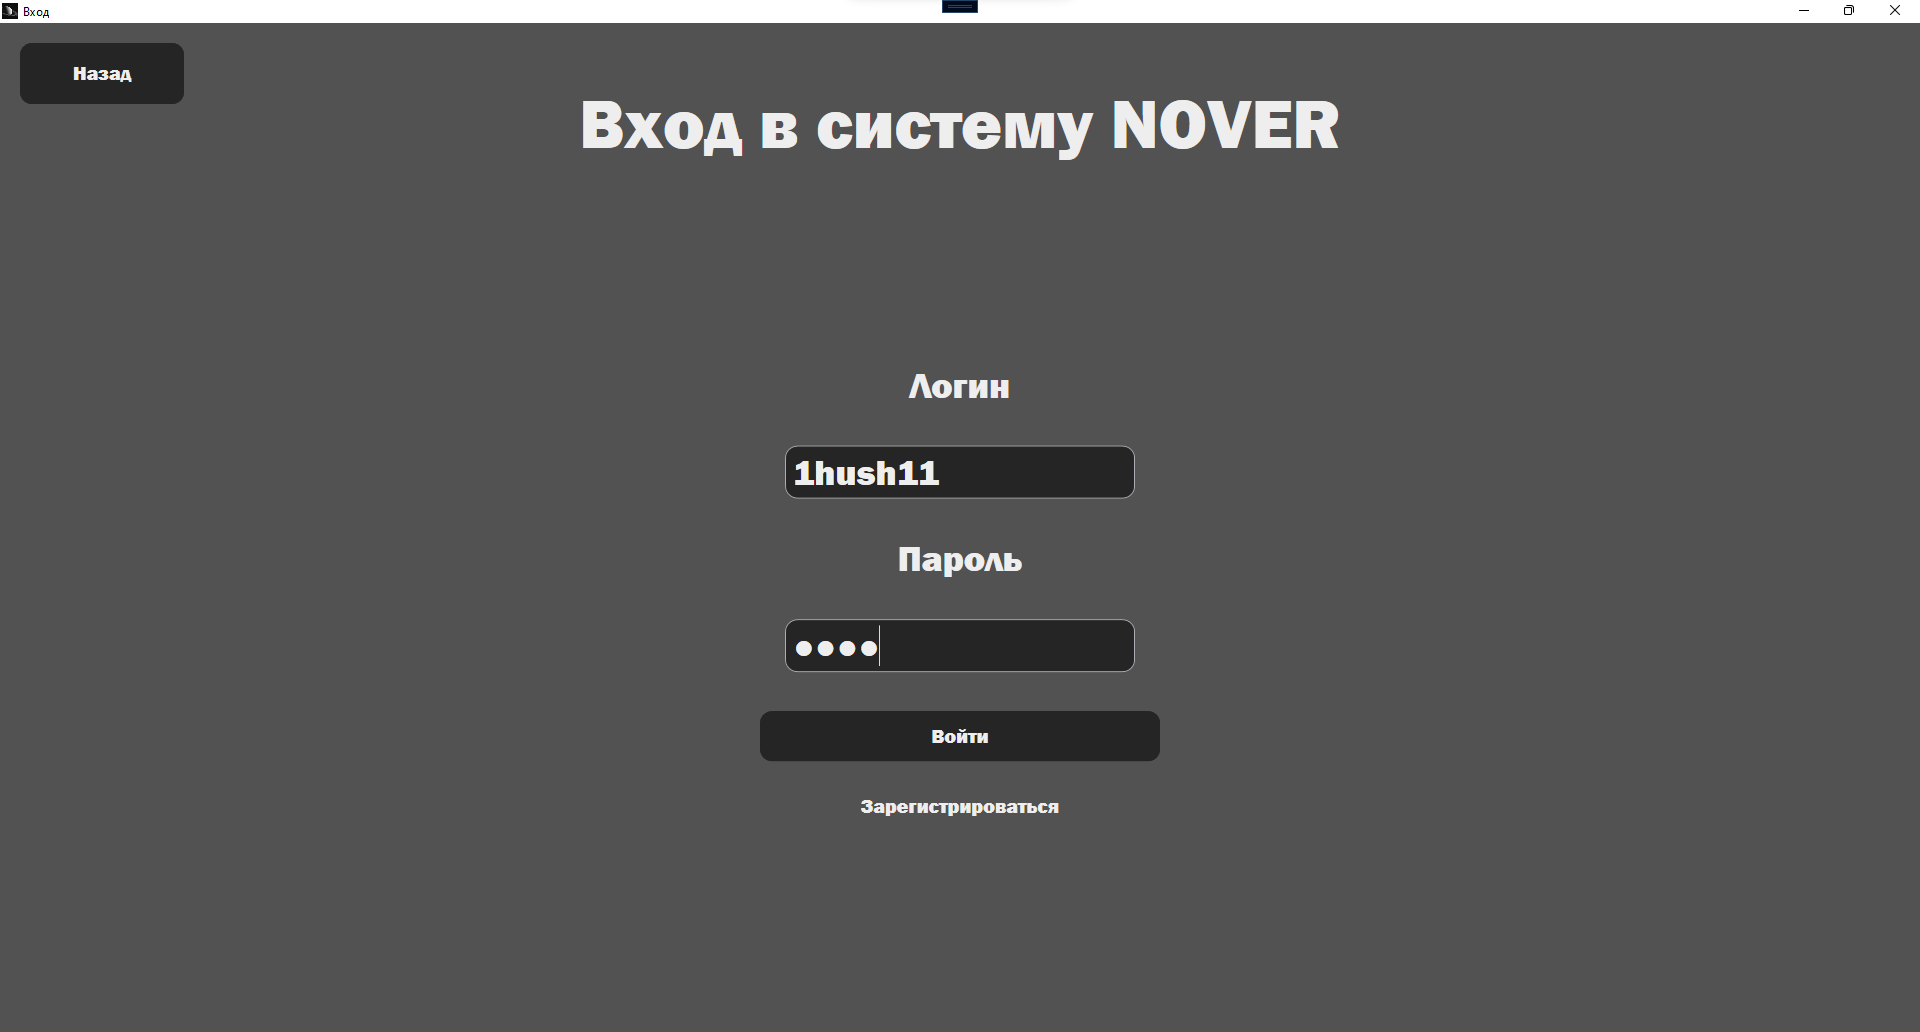 Вход
Назад
Вход в систему NOVER
Логин
1hush11
Пароль
●●●●
Войти
Зарегистрироваться